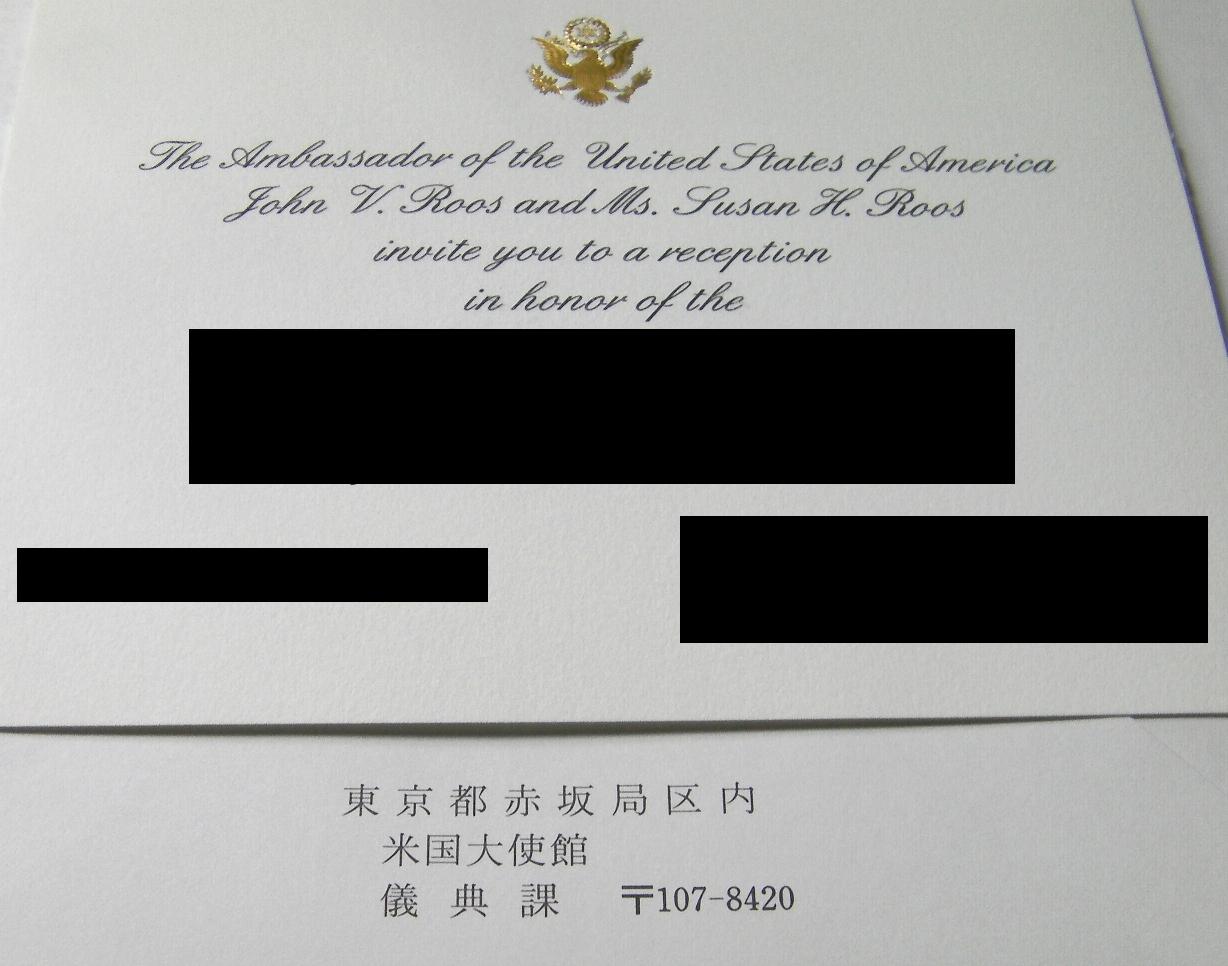 The Ambassador of the United States of America
John V. Roos and Ms. Susan H. Roos
invite you to a reception
in honor of the
東京都赤坂局区内
米国大使館
儀典課 〒107-8420